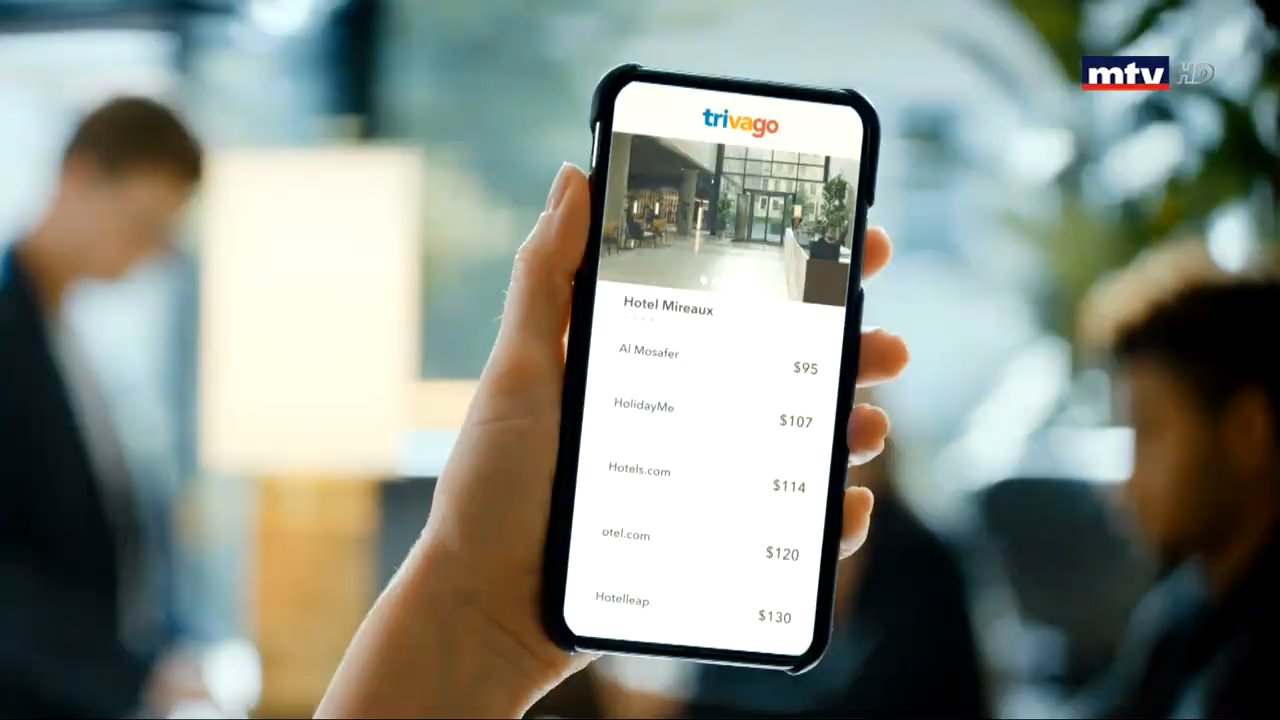 mtv HD
trivago
Hotel Mireaux
Al Mosafer $95
HolidayMe $107
Hotels.com $114
otel.com $120
Hotelleap $130